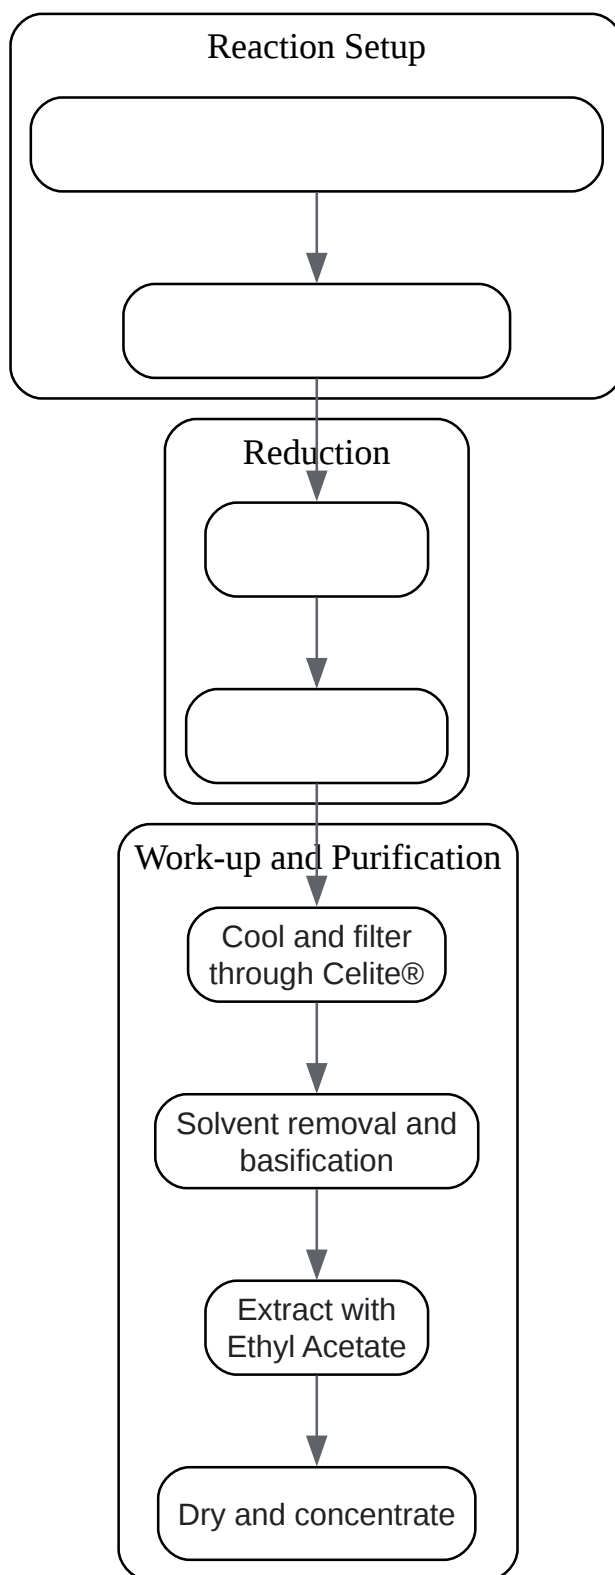 Reaction Setup
Reduction
Work-up and Purification
Cool and filter
through Celite®
Solvent removal and
basification
Extract with
Ethyl Acetate
Dry and concentrate